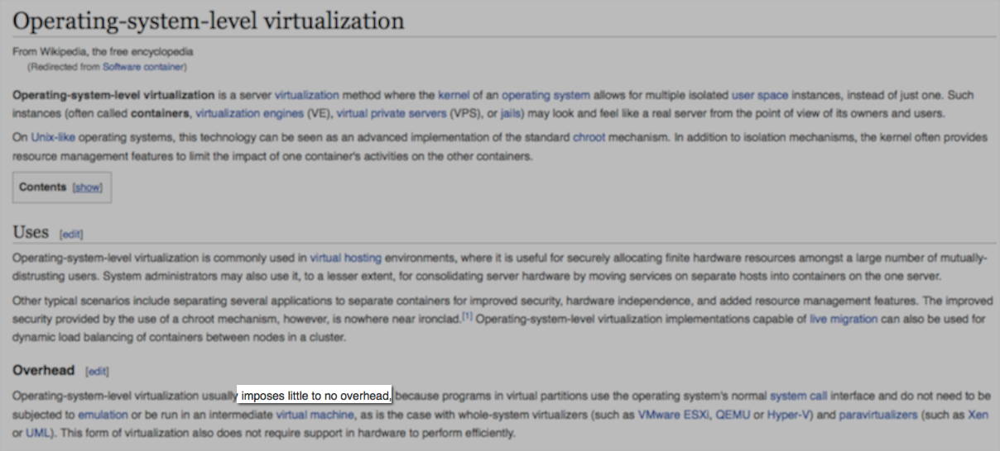 Operating-system-level virtualization
From Wikipedia, the free encyclopedia
(Redirected from Software container)
Operating-system-level virtualization is a server virtualization method where the kernel of an operating system allows for multiple isolated user space instances, instead of just one. Such
instances (often called containers, virtualization engines (VE), virtual private servers (VPS), or jails) may look and feel like a real server from the point of view of its owners and users.
On Unix-like operating systems, this technology can be seen as an advanced implementation of the standard chroot mechanism. In addition to isolation mechanisms, the kernel often provides
resource management features to limit the impact of one container's activities on the other containers.
Contents [show]
Uses [edit]
Operating-system-level virtualization is commonly used in virtual hosting environments, where it is useful for securely allocating finite hardware resources amongst a large number of mutually-
distrusting users. System administrators may also use it, to a lesser extent, for consolidating server hardware by moving services on separate hosts into containers on the one server.
Other typical scenarios include separating several applications to separate containers for improved security, hardware independence, and added resource management features. The improved
security provided by the use of a chroot mechanism, however, is nowhere near ironclad.[1] Operating-system-level virtualization implementations capable of live migration can also be used for
dynamic load balancing of containers between nodes in a cluster.
Overhead [edit]
Operating-system-level virtualization usually imposes little to no overhead, because programs in virtual partitions use the operating system's normal system call interface and do not need to be
subjected to emulation or be run in an intermediate virtual machine, as is the case with whole-system virtualizers (such as VMware ESXi, QEMU or Hyper-V) and paravirtualizers (such as Xen
or UML). This form of virtualization also does not require support in hardware to perform efficiently.